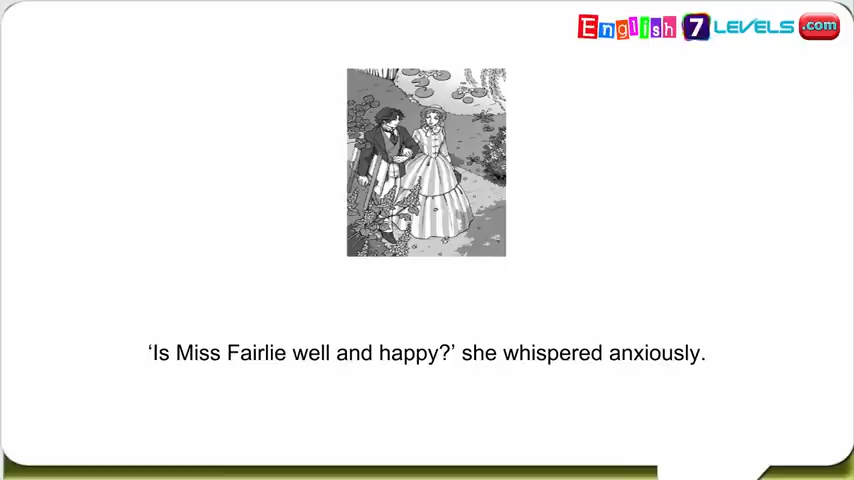 English 7 LEVELS .com
‘Is Miss Fairlie well and happy?’ she whispered anxiously.